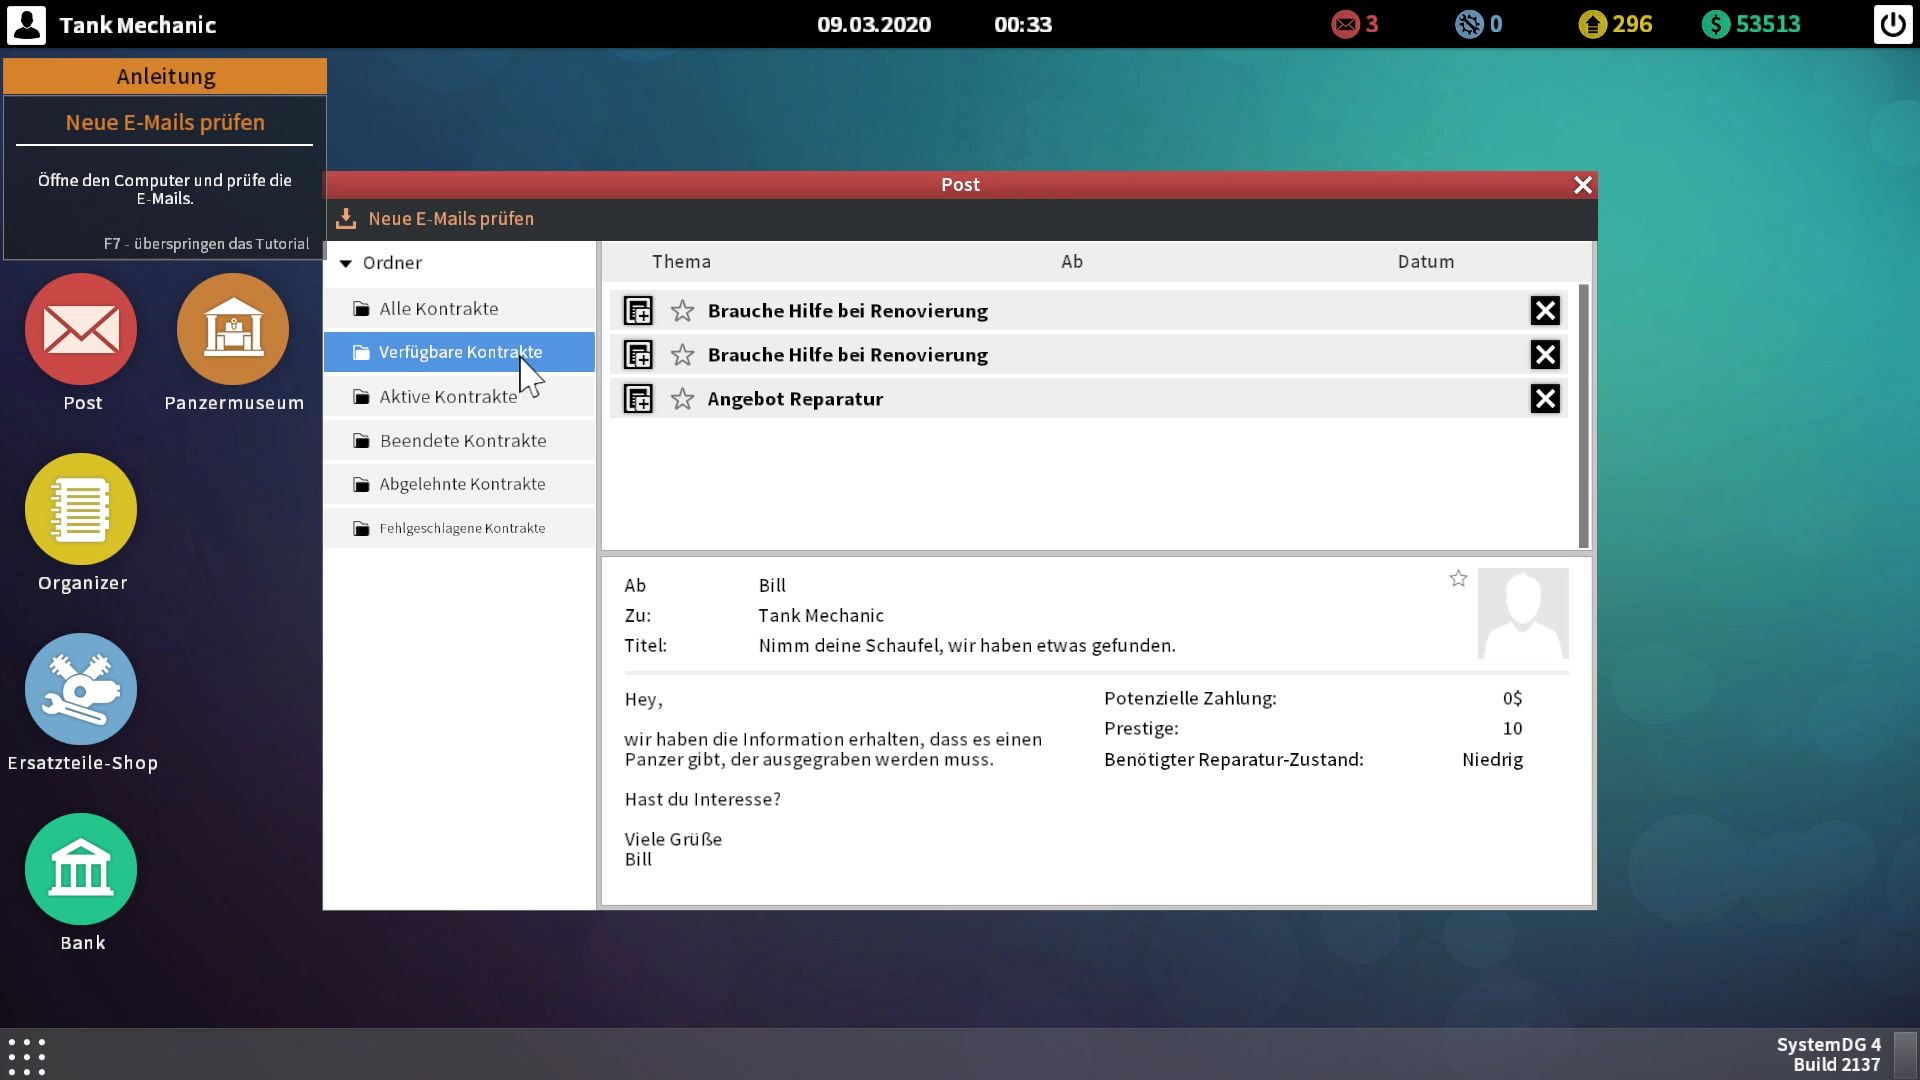 Tank Mechanic
09.03.2020
00:33
3
0
296
53513
Anleitung
Neue E-Mails prüfen
Öffne den Computer und prüfe die
E-Mails.
F7 - überspringen das Tutorial
Post
Panzermuseum
Organizer
Ersatzteile-Shop
Bank
Post
Neue E-Mails prüfen
Ordner
Alle Kontrakte
Verfügbare Kontrakte
Aktive Kontrakte
Beendete Kontrakte
Abgelehnte Kontrakte
Fehlgeschlagene Kontrakte
Thema
Ab
Datum
Brauche Hilfe bei Renovierung
Brauche Hilfe bei Renovierung
Angebot Reparatur
Ab Bill
Zu: Tank Mechanic
Titel: Nimm deine Schaufel, wir haben etwas gefunden.
Hey,
wir haben die Information erhalten, dass es einen
Panzer gibt, der ausgegraben werden muss.
Hast du Interesse?
Viele Grüße
Bill
Potenzielle Zahlung: 0$
Prestige: 10
Benötigter Reparatur-Zustand: Niedrig
SystemDG 4
Build 2137